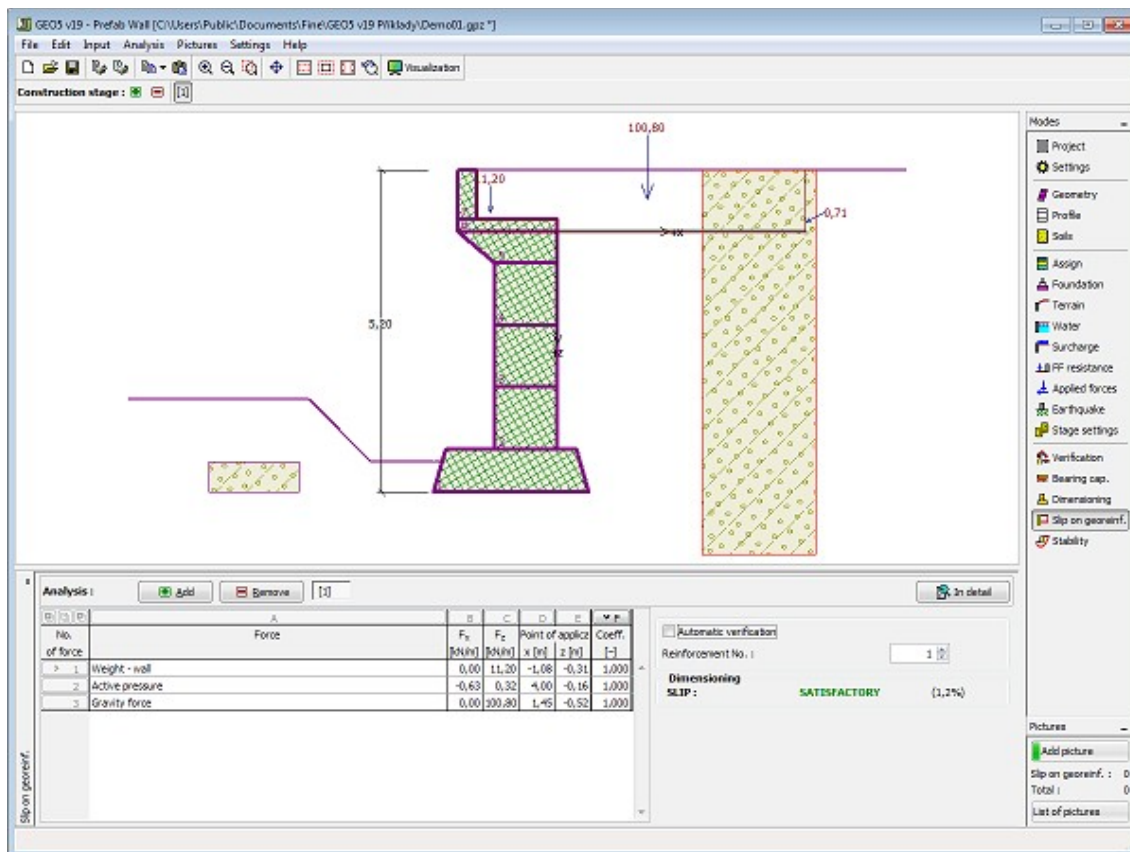 GEO5 v19 - Prefab Wall [C:\Users\Public\Documents\Fine\GEO5 v19 Příklady\Demo01.gpz *]
File Edit Input Analysis Pictures Settings Help
Visualization
Construction stage : [1]
100,80
1,20
0,71
+x
5,20
+z
Modes
Project
Settings
Geometry
Profile
Soils
Assign
Foundation
Terrain
Water
Surcharge
FF resistance
Applied forces
Earthquake
Stage settings
Verification
Bearing cap.
Dimensioning
Slip on georeinf.
Stability
Analysis : Add Remove [1] In detail
A B C D E
No. Force Fx Fz Point of applic Coeff.
of force [kN/m] [kN/m] x [m] z [m] [-]
> 1 Weight - wall 0,00 11,20 -1,08 -0,31 1,000
2 Active pressure -0,63 0,32 4,00 -0,16 1,000
3 Gravity force 0,00 100,80 1,45 -0,52 1,000
Automatic verification
Reinforcement No. : 1
Dimensioning
SLIP : SATISFACTORY (1,2%)
Slip on georeinf.
Pictures
Add picture
Slip on georeinf. : 0
Total : 0
List of pictures